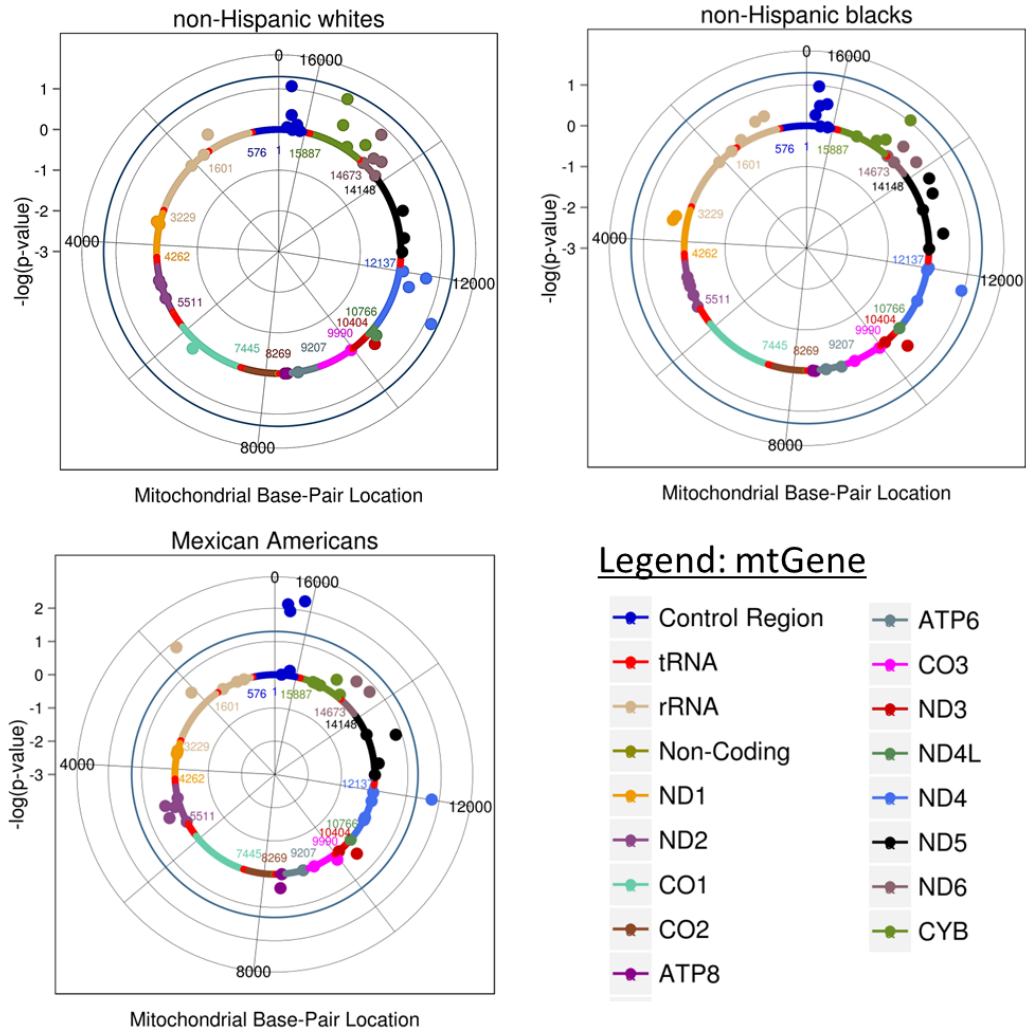 non-Hispanic whites
-log(p-value)
1
0
-1
-2
-3
0
16000
4000
8000
12000
576
1
15887
1601
3229
4262
5511
7445
8269
9207
9990
10404
10766
12137
14148
14673
Mitochondrial Base-Pair Location
non-Hispanic blacks
-log(p-value)
1
0
-1
-2
-3
0
16000
4000
8000
12000
576
1
15887
1601
3229
4262
5511
7445
8269
9207
9990
10404
10766
12137
14148
14673
Mitochondrial Base-Pair Location
Mexican Americans
-log(p-value)
2
1
0
-1
-2
-3
0
16000
4000
8000
12000
576
1
15887
1601
3229
4262
5511
7445
8269
9207
9990
10404
10766
12137
14148
14673
Mitochondrial Base-Pair Location
Legend: mtGene
Control Region
tRNA
rRNA
Non-Coding
ND1
ND2
CO1
CO2
ATP8
ATP6
CO3
ND3
ND4L
ND4
ND5
ND6
CYB